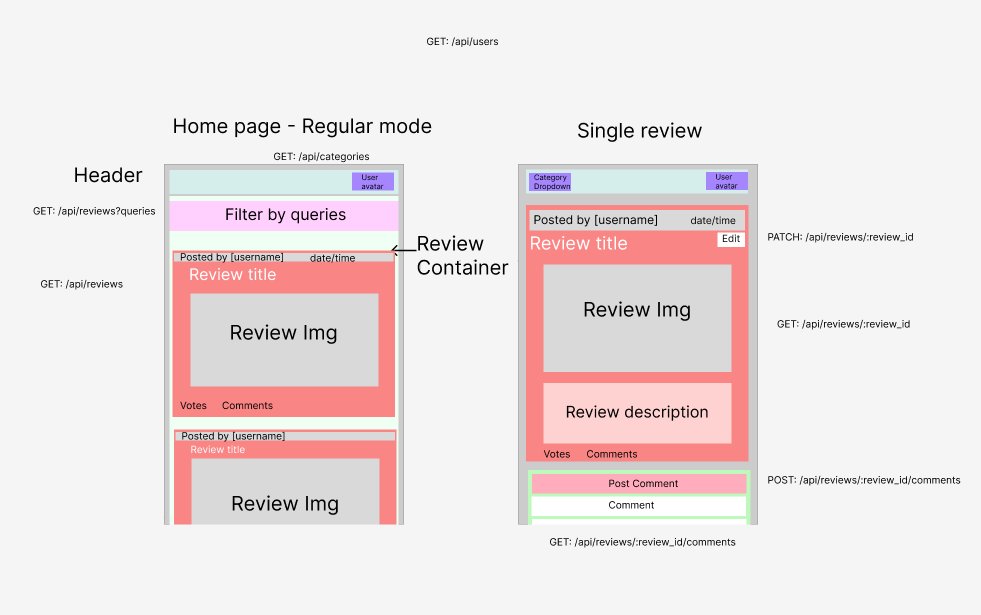 GET: /api/users
Home page - Regular mode
Single review
GET: /api/categories
Header
User
avatar
GET: /api/reviews?queries
Filter by queries
Review
Container
Posted by [username]
date/time
Review title
GET: /api/reviews
Review Img
Votes
Comments
Posted by [username]
Review title
Review Img
Category
Dropdown
User
avatar
Posted by [username]
date/time
Review title
Edit
PATCH: /api/reviews/:review_id
Review Img
GET: /api/reviews/:review_id
Review description
Votes
Comments
Post Comment
POST: /api/reviews/:review_id/comments
Comment
GET: /api/reviews/:review_id/comments